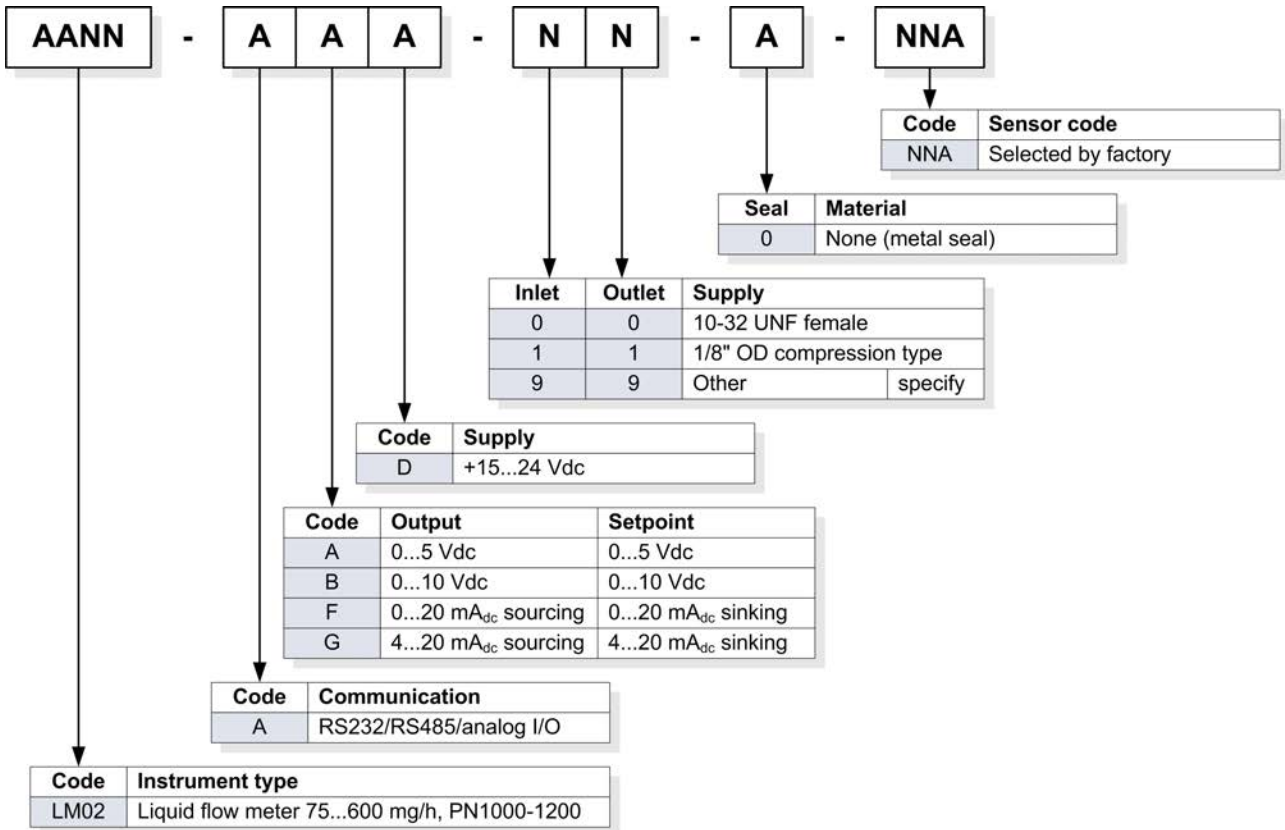 AANN - A A A - N N - A - NNA
Code Sensor code
NNA Selected by factory
Seal Material
0 None (metal seal)
Inlet Outlet Supply
0 0 10-32 UNF female
1 1 1/8" OD compression type
9 9 Other specify
Code Supply
D +15...24 Vdc
Code Output Setpoint
A 0...5 Vdc 0...5 Vdc
B 0...10 Vdc 0...10 Vdc
F 0...20 mAdc sourcing 0...20 mAdc sinking
G 4...20 mAdc sourcing 4...20 mAdc sinking
Code Communication
A RS232/RS485/analog I/O
Code Instrument type
LM02 Liquid flow meter 75...600 mg/h, PN1000-1200